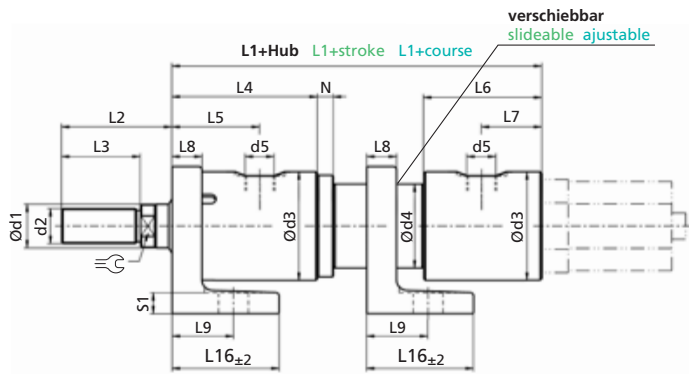 verschiebbar
slideable ajustable
L1+Hub L1+stroke L1+course
L4 N L6
L2 L5 L7
L3 L8 d5 L8 d5
Ød1 d2 Ød3 Ød4 Ød3
S1
L9 L9
L16±2 L16±2